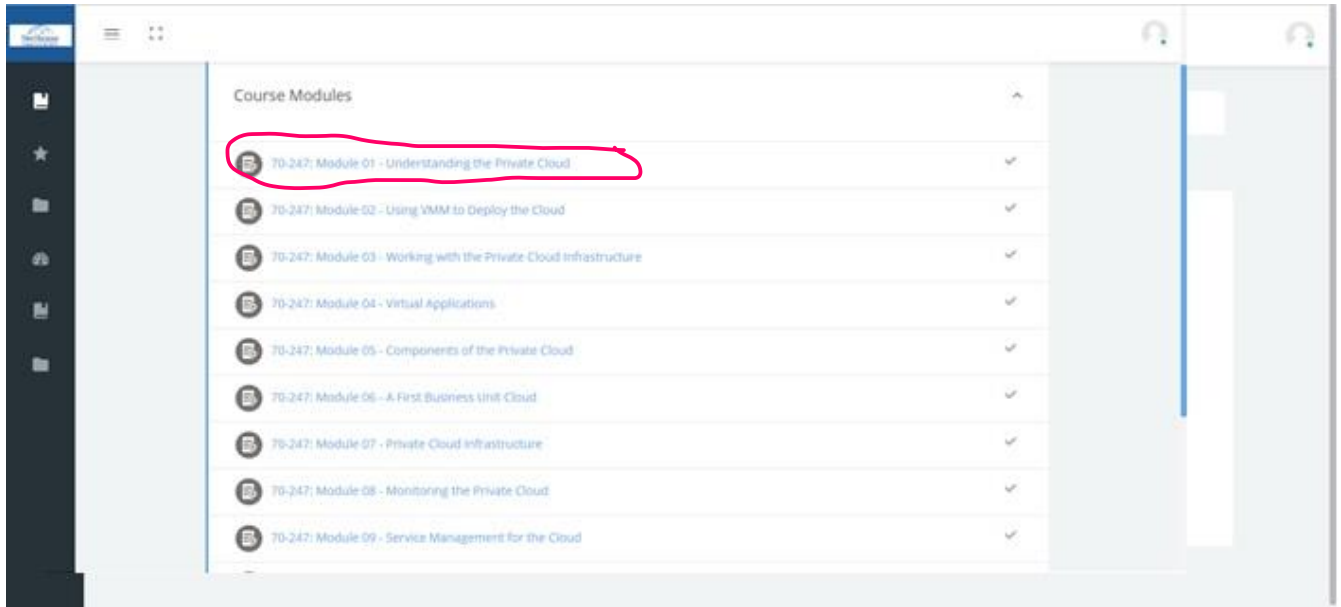 Course Modules
70-247: Module 01 - Understanding the Private Cloud
70-247: Module 02 - Using VMM to Deploy the Cloud
70-247: Module 03 - Working with the Private Cloud Infrastructure
70-247: Module 04 - Virtual Applications
70-247: Module 05 - Components of the Private Cloud
70-247: Module 06 - A First Business Unit Cloud
70-247: Module 07 - Private Cloud Infrastructure
70-247: Module 08 - Monitoring the Private Cloud
70-247: Module 09 - Service Management for the Cloud